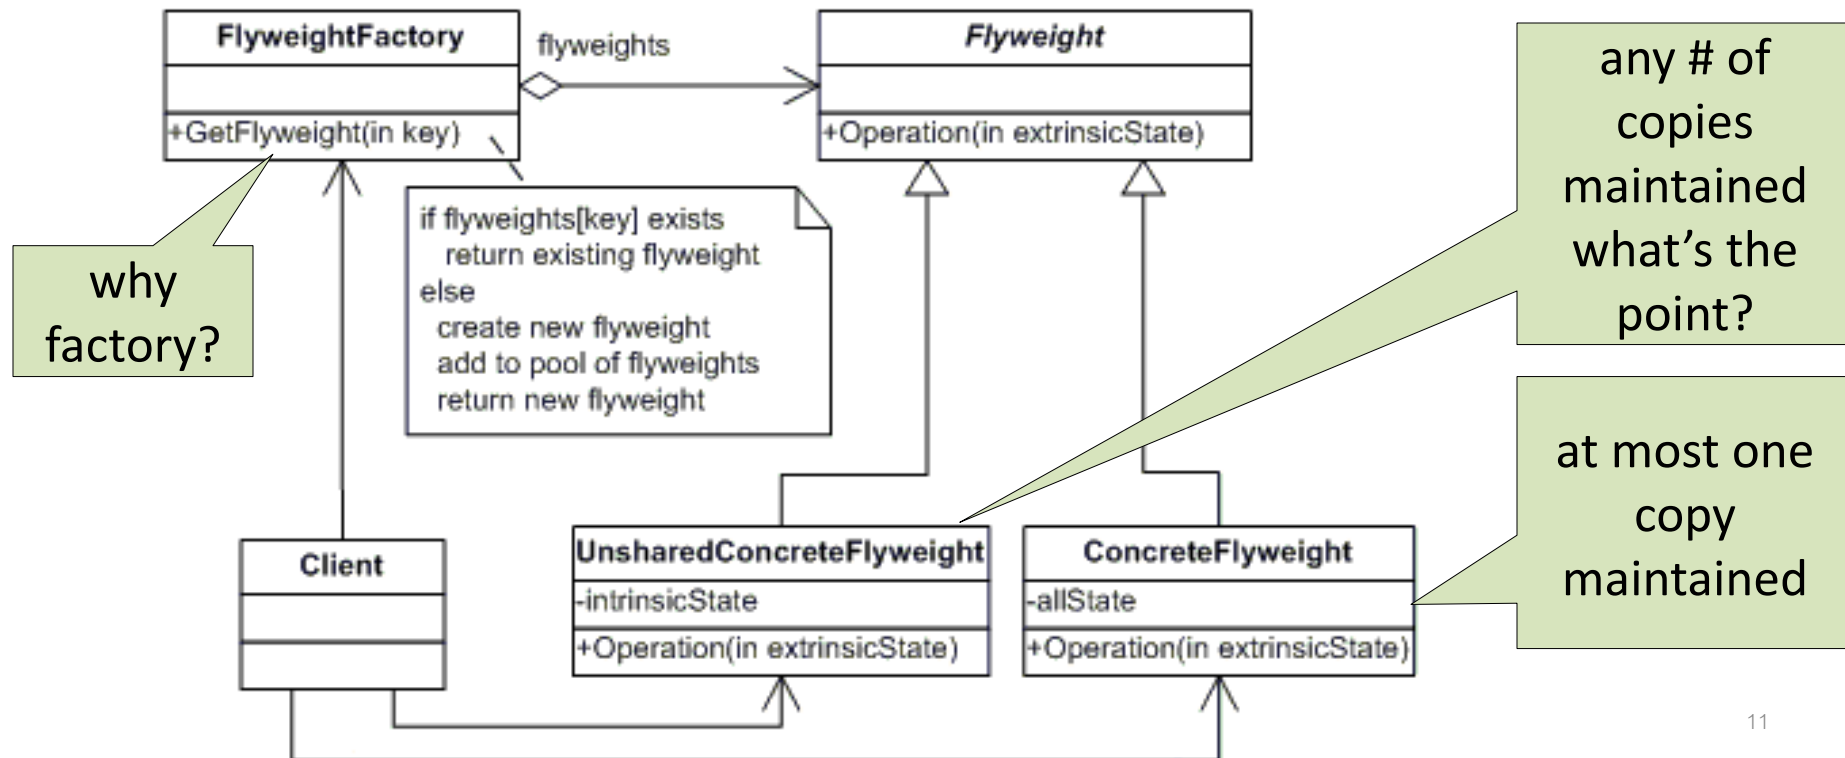 FlyweightFactory
+GetFlyweight(in key)
flyweights
Flyweight
+Operation(in extrinsicState)
any # of
copies
maintained
what’s the
point?
why
factory?
if flyweights[key] exists
return existing flyweight
else
create new flyweight
add to pool of flyweights
return new flyweight
at most one
copy
maintained
Client
UnsharedConcreteFlyweight
-intrinsicState
+Operation(in extrinsicState)
ConcreteFlyweight
-allState
+Operation(in extrinsicState)
11